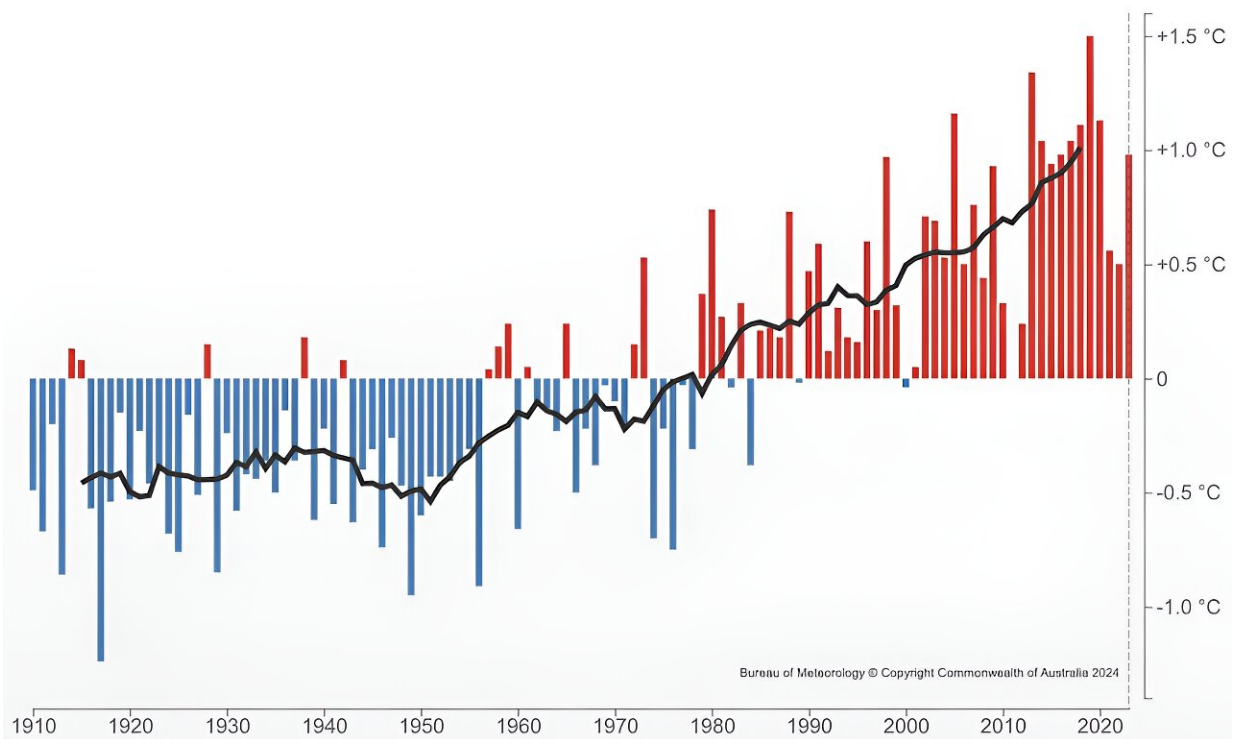 +1.5 °C
+1.0 °C
+0.5 °C
0
-0.5 °C
-1.0 °C
Bureau of Meteorology © Copyright Commonwealth of Australia 2024
1910 1920 1930 1940 1950 1960 1970 1980 1990 2000 2010 2020